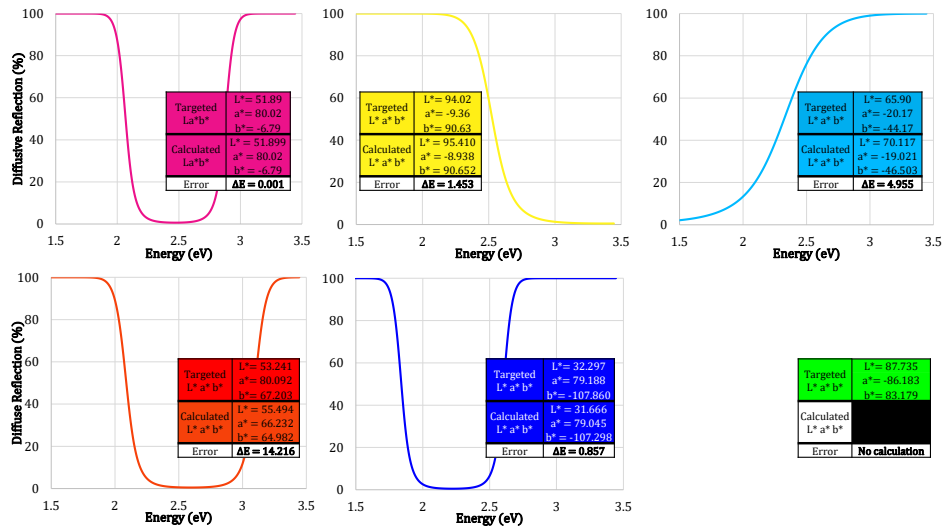 Diffusive Reflection (%)
100
80
60
40
20
0
1.5 2 2.5 3 3.5
Energy (eV)
Targeted
La*b*
L*= 51.89
a*= 80.02
b*= -6.79
Calculated
La*b*
L*= 51.899
a* = 80.02
b*= -6.79
Error
ΔE = 0.001
100
80
60
40
20
0
1.5 2 2.5 3 3.5
Energy (eV)
Targeted
L* a* b*
L*= 94.02
a*= -9.36
b*= 90.63
Calculated
L* a* b*
L*= 95.410
a*= -8.938
b*= 90.652
Error
ΔE = 1.453
100
80
60
40
20
0
1.5 2 2.5 3 3.5
Energy (eV)
Targeted
L* a* b*
L*= 65.90
a*= -20.17
b*= -44.17
Calculated
L* a* b*
L*= 70.117
a*= -19.021
b*= -46.503
Error
ΔE = 4.955
Diffuse Reflection (%)
100
80
60
40
20
0
1.5 2 2.5 3 3.5
Energy (eV)
Targeted
L* a* b*
L*= 53.241
a*= 80.092
b*= 67.203
Calculated
L* a* b*
L* = 55.494
a*= 66.232
b*= 64.982
Error
ΔE = 14.216
100
80
60
40
20
0
1.5 2 2.5 3 3.5
Energy (eV)
Targeted
L* a* b*
L*= 32.297
a*= 79.188
b*= -107.860
Calculated
L* a* b*
L*= 31.666
a*= 79.045
b*= -107.298
Error
ΔE = 0.857
Targeted
L* a* b*
L*= 87.735
a*= -86.183
b*= 83.179
Calculated
L* a* b*
Error
No calculation